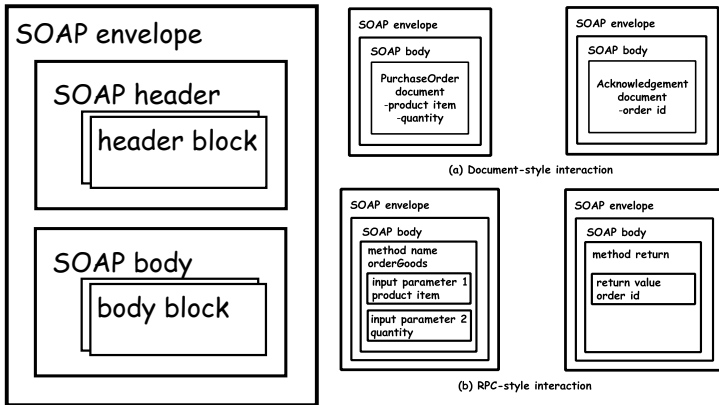 SOAP envelope
SOAP header
header block
SOAP body
body block
SOAP envelope
SOAP body
PurchaseOrder
document
-product item
-quantity
SOAP envelope
SOAP body
Acknowledgement
document
-order id
(a) Document-style interaction
SOAP envelope
SOAP body
method name
orderGoods
input parameter 1
product item
input parameter 2
quantity
SOAP envelope
SOAP body
method return
return value
order id
(b) RPC-style interaction